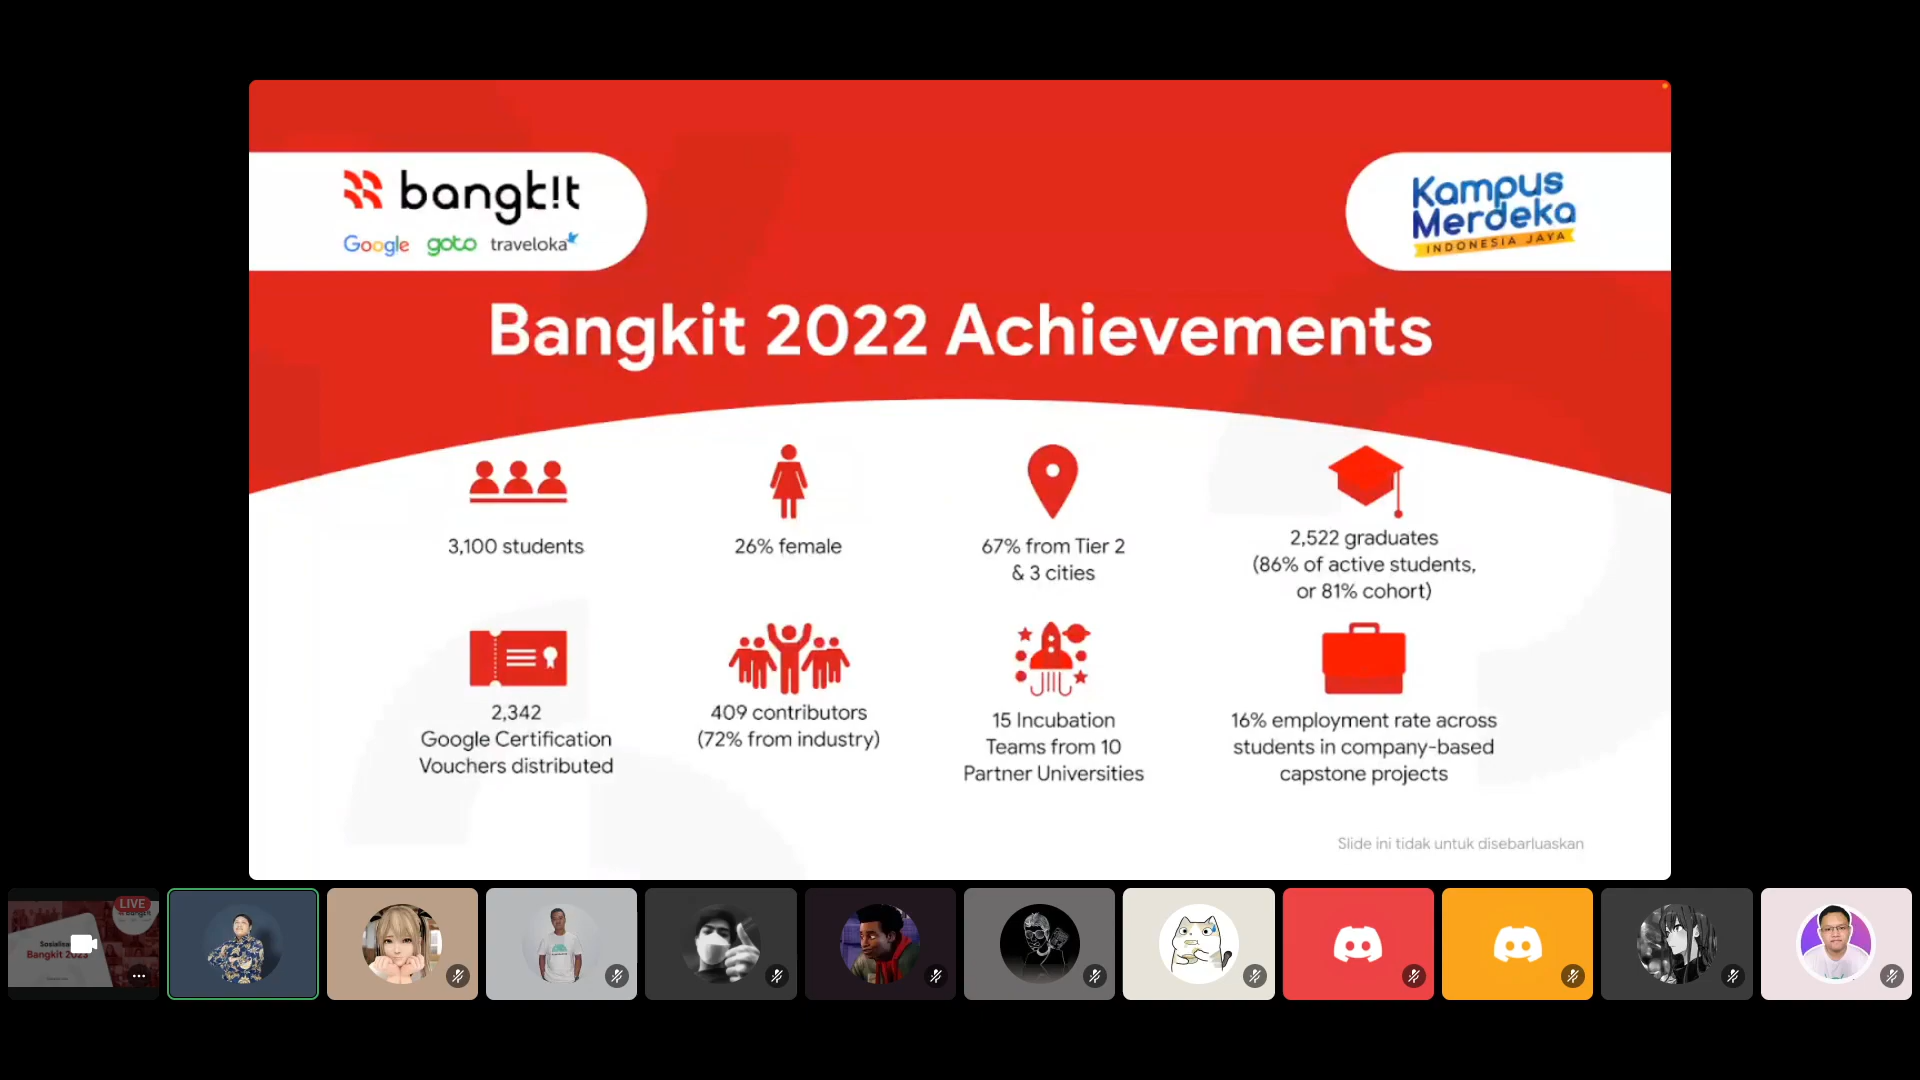 bangk!t
Google goto traveloka
Kampus
Merdeka
INDONESIA JAYA
Bangkit 2022 Achievements
3,100 students
26% female
67% from Tier 2
& 3 cities
2,522 graduates
(86% of active students,
or 81% cohort)
2,342
Google Certification
Vouchers distributed
409 contributors
(72% from industry)
15 Incubation
Teams from 10
Partner Universities
16% employment rate across
students in company-based
capstone projects
Slide ini tidak untuk disebarluaskan
LIVE
Bangkit 2023